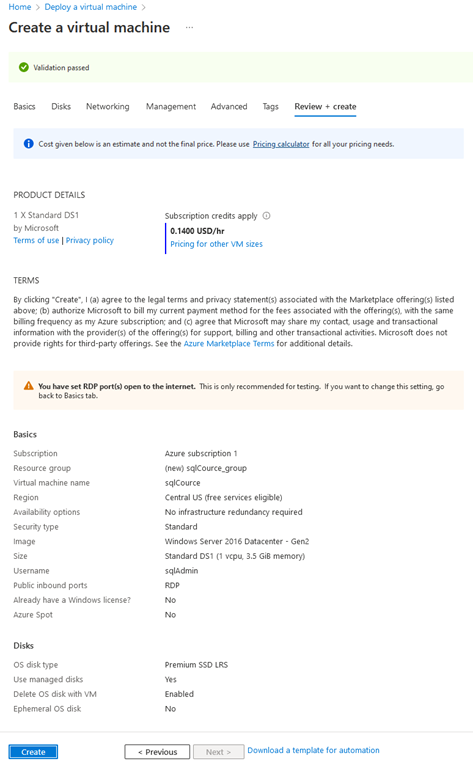 Home > Deploy a virtual machine >
Create a virtual machine ...
Validation passed
Basics Disks Networking Management Advanced Tags Review + create
Cost given below is an estimate and not the final price. Please use Pricing calculator for all your pricing needs.
PRODUCT DETAILS
1 X Standard DS1
by Microsoft
Terms of use | Privacy policy
Subscription credits apply
0.1400 USD/hr
Pricing for other VM sizes
TERMS
By clicking "Create", I (a) agree to the legal terms and privacy statement(s) associated with the Marketplace offering(s) listed
above; (b) authorize Microsoft to bill my current payment method for the fees associated with the offering(s), with the same
billing frequency as my Azure subscription; and (c) agree that Microsoft may share my contact, usage and transactional
information with the provider(s) of the offering(s) for support, billing and other transactional activities. Microsoft does not
provide rights for third-party offerings. See the Azure Marketplace Terms for additional details.
You have set RDP port(s) open to the internet. This is only recommended for testing. If you want to change this setting, go
back to Basics tab.
Basics
Subscription Azure subscription 1
Resource group (new) sqlCource_group
Virtual machine name sqlCource
Region Central US (free services eligible)
Availability options No infrastructure redundancy required
Security type Standard
Image Windows Server 2016 Datacenter - Gen2
Size Standard DS1 (1 vcpu, 3.5 GiB memory)
Username sqlAdmin
Public inbound ports RDP
Already have a Windows license? No
Azure Spot No
Disks
OS disk type Premium SSD LRS
Use managed disks Yes
Delete OS disk with VM Enabled
Ephemeral OS disk No
Create < Previous Next > Download a template for automation